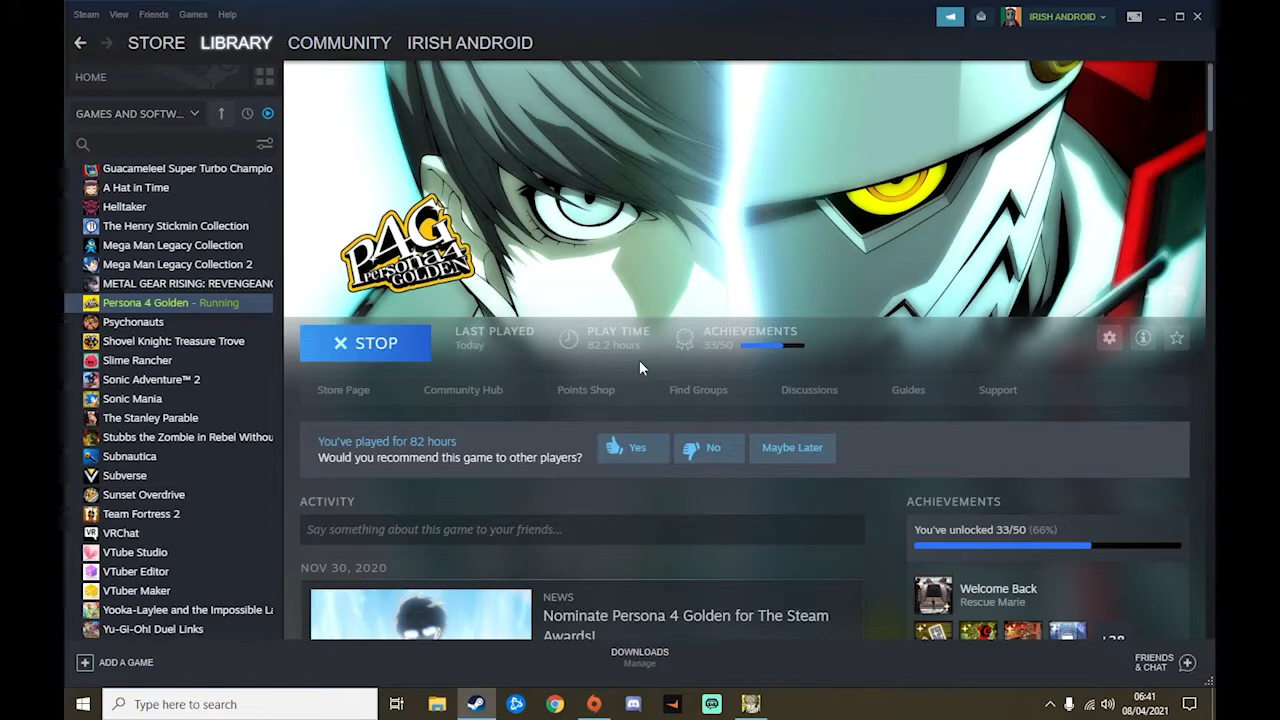 Steam View Friends Games Help
IRISH ANDROID
STORE LIBRARY COMMUNITY IRISH ANDROID
HOME
GAMES AND SOFTW...
Guacamelee! Super Turbo Champio
A Hat in Time
Helltaker
The Henry Stickmin Collection
Mega Man Legacy Collection
Mega Man Legacy Collection 2
METAL GEAR RISING: REVENGEANC
Persona 4 Golden - Running
Psychonauts
Shovel Knight: Treasure Trove
Slime Rancher
Sonic Adventure™ 2
Sonic Mania
The Stanley Parable
Stubbs the Zombie in Rebel Withou
Subnautica
Subverse
Sunset Overdrive
Team Fortress 2
VRChat
VTube Studio
VTuber Editor
VTuber Maker
Yooka-Laylee and the Impossible La
Yu-Gi-Oh! Duel Links
P4G
Persona 4
GOLDEN
STOP
LAST PLAYED
Today
PLAY TIME
82.2 hours
ACHIEVEMENTS
33/50
Store Page Community Hub Points Shop Find Groups Discussions Guides Support
You've played for 82 hours
Would you recommend this game to other players?
Yes No Maybe Later
ACTIVITY
Say something about this game to your friends...
NOV 30, 2020
NEWS
Nominate Persona 4 Golden for The Steam
Awards!
ACHIEVEMENTS
You've unlocked 33/50 (66%)
Welcome Back
Rescue Marie
ADD A GAME
DOWNLOADS
Manage
FRIENDS
& CHAT
Type here to search
06:41
08/04/2021